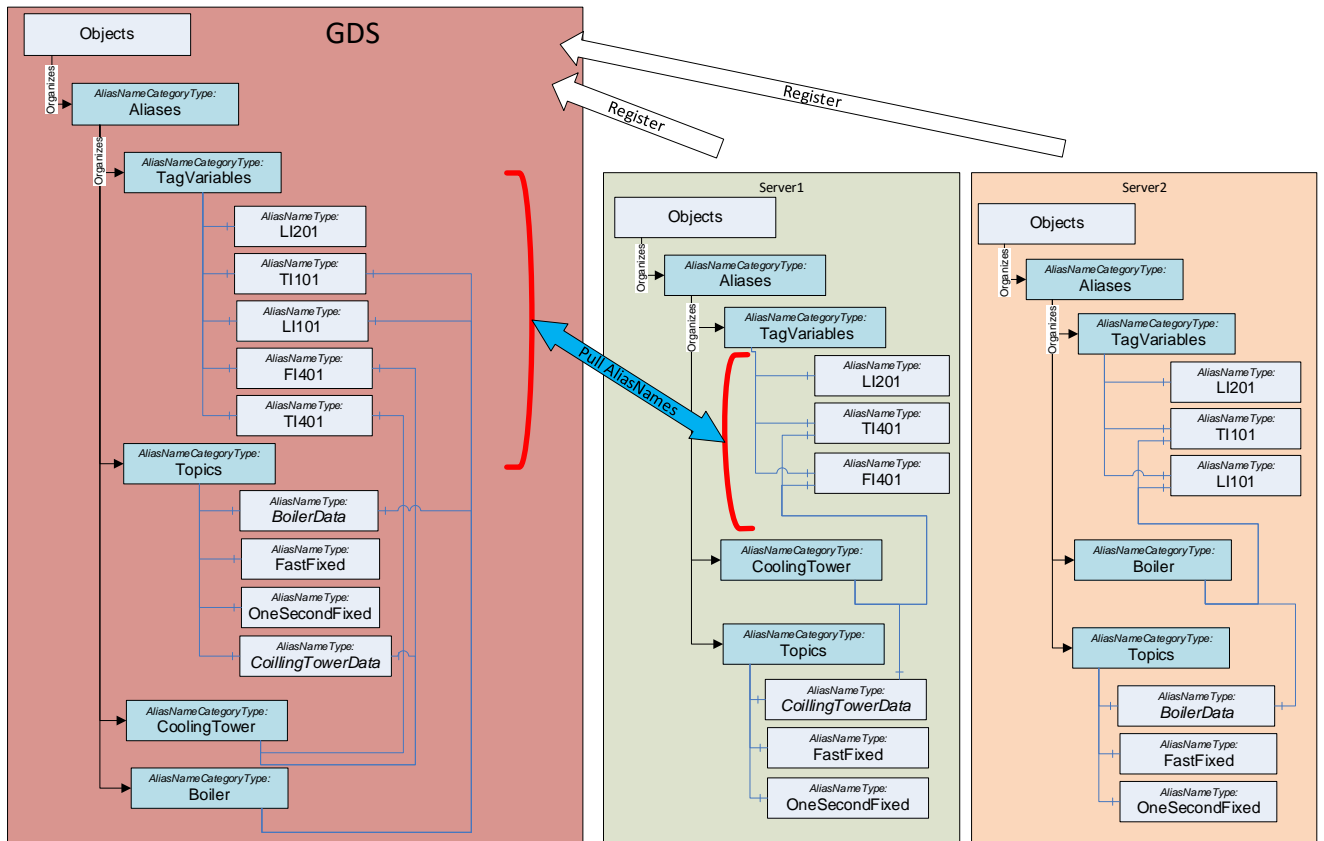 GDS
Objects
Organizes
AliasNameCategoryType:
Aliases
Organizes
AliasNameCategoryType:
TagVariables
AliasNameType:
LI201
AliasNameType:
TI101
AliasNameType:
LI101
AliasNameType:
FI401
AliasNameType:
TI401
AliasNameCategoryType:
Topics
AliasNameType:
BoilerData
AliasNameType:
FastFixed
AliasNameType:
OneSecondFixed
AliasNameType:
CoillingTowerData
AliasNameCategoryType:
CoolingTower
AliasNameCategoryType:
Boiler
Register
Register
Pull AliasNames
Server1
Objects
Organizes
AliasNameCategoryType:
Aliases
Organizes
AliasNameCategoryType:
TagVariables
AliasNameType:
LI201
AliasNameType:
TI401
AliasNameType:
FI401
AliasNameCategoryType:
CoolingTower
AliasNameCategoryType:
Topics
AliasNameType:
CoillingTowerData
AliasNameType:
FastFixed
AliasNameType:
OneSecondFixed
Server2
Objects
Organizes
AliasNameCategoryType:
Aliases
Organizes
AliasNameCategoryType:
TagVariables
AliasNameType:
LI201
AliasNameType:
TI101
AliasNameType:
LI101
AliasNameCategoryType:
Boiler
AliasNameCategoryType:
Topics
AliasNameType:
BoilerData
AliasNameType:
FastFixed
AliasNameType:
OneSecondFixed